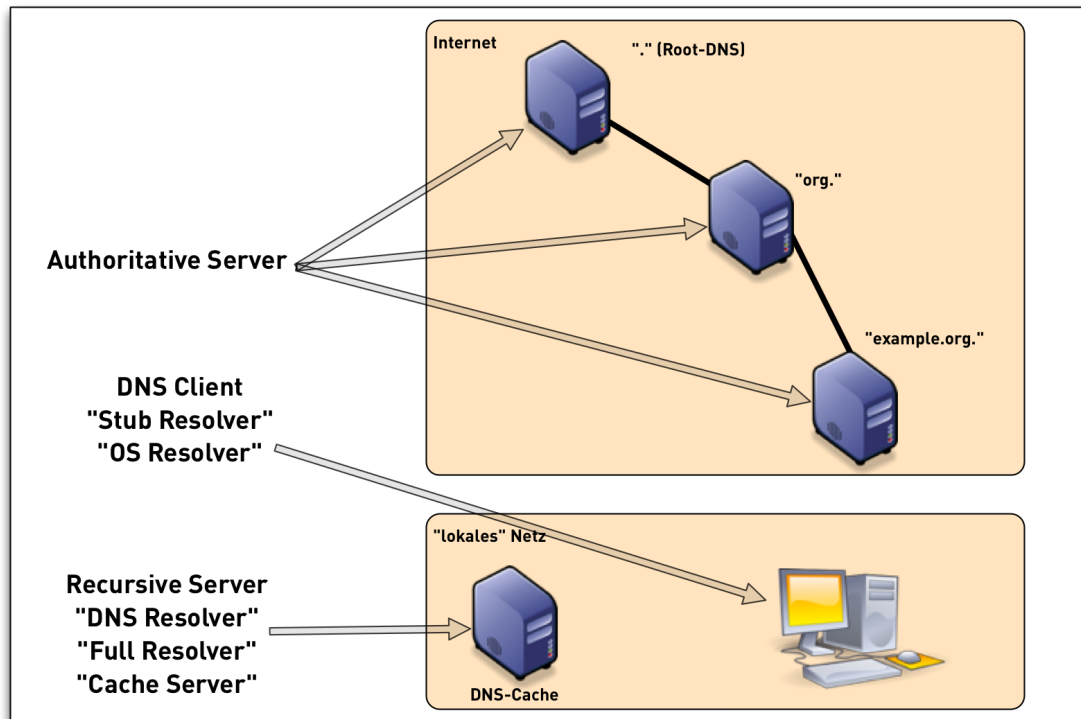 Internet
"." (Root-DNS)
"org."
Authoritative Server
"example.org."
DNS Client
"Stub Resolver"
"OS Resolver"
"lokales" Netz
Recursive Server
"DNS Resolver"
"Full Resolver"
"Cache Server"
DNS-Cache